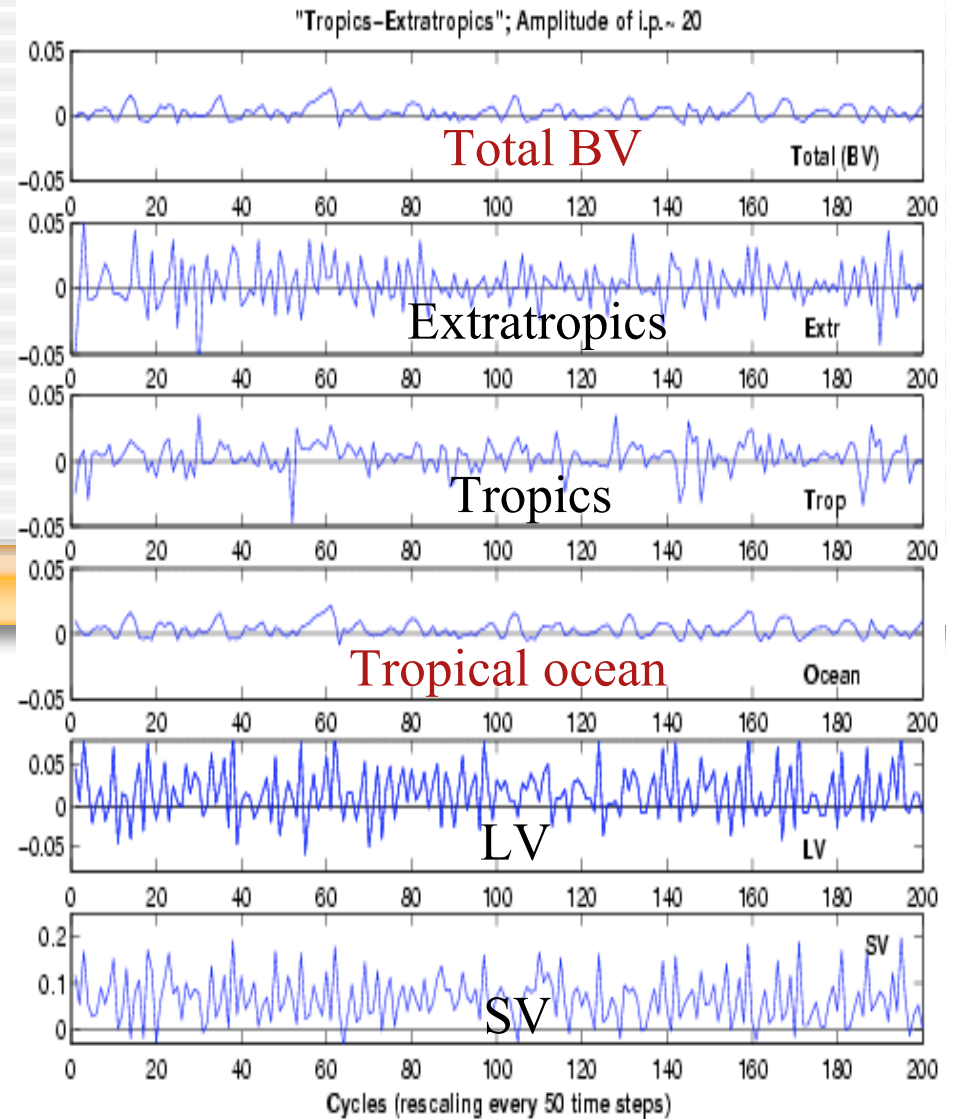 "Tropics-Extratropics"; Amplitude of i.p.~ 20
0.05
0
-0.05
Total BV
Total (BV)
0 20 40 60 80 100 120 140 160 180 200
0.05
0
-0.05
Extratropics
Extr
0 20 40 60 80 100 120 140 160 180 200
0.05
0
-0.05
Tropics
Trop
0 20 40 60 80 100 120 140 160 180 200
0.05
0
-0.05
Tropical ocean
Ocean
0 20 40 60 80 100 120 140 160 180 200
0.05
0
-0.05
LV
LV
0 20 40 60 80 100 120 140 160 180 200
0.2
0.1
0
SV
SV
0 20 40 60 80 100 120 140 160 180 200
Cycles (rescaling every 50 time steps)